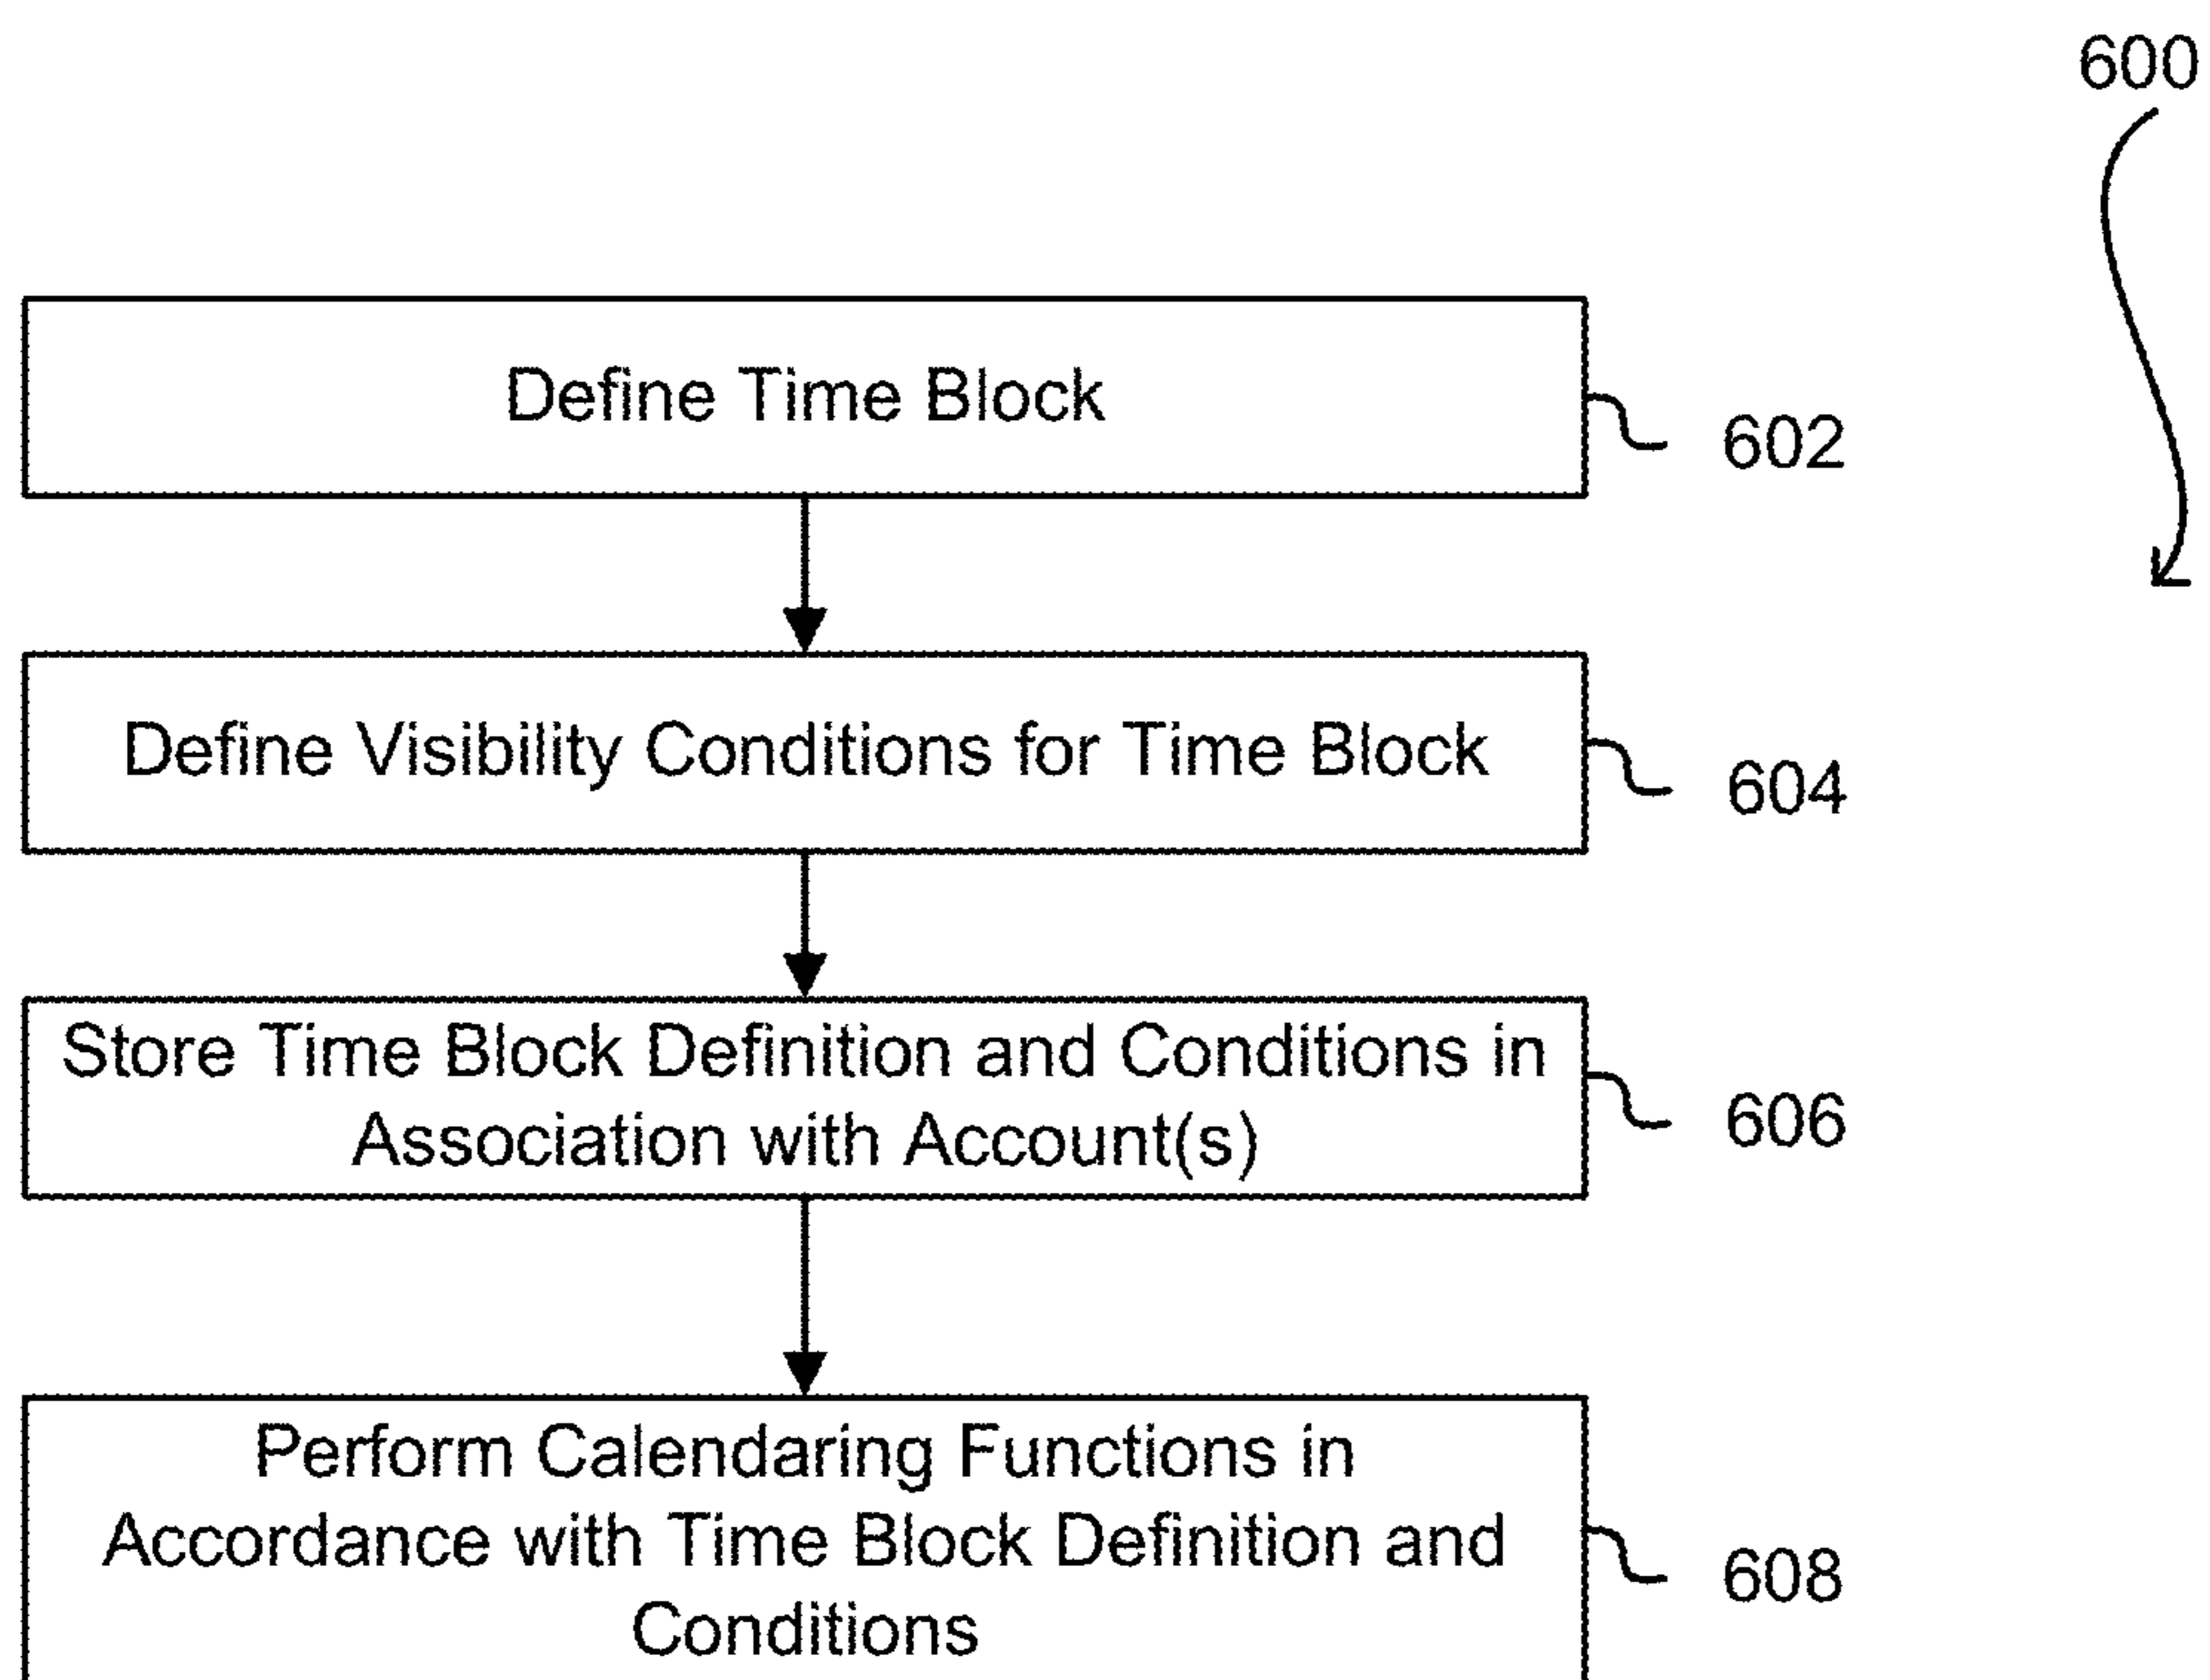 600
Define Time Block
602
Define Visibility Conditions for Time Block
604
Store Time Block Definition and Conditions in
Association with Account(s)
606
Perform Calendaring Functions in
Accordance with Time Block Definition and
Conditions
608